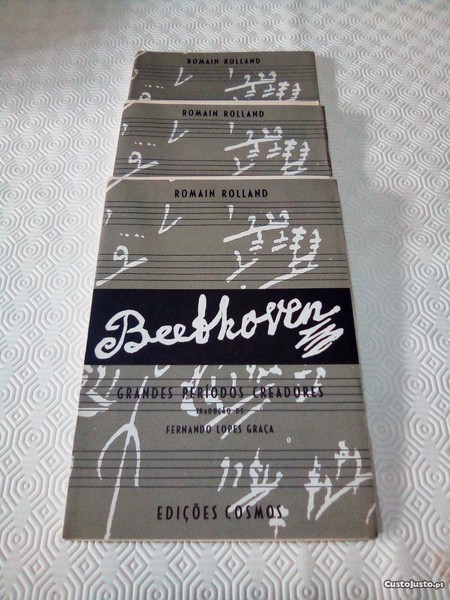 ROMAIN ROLLAND
ROMAIN ROLLAND
ROMAIN ROLLAND
Beethoven
GRANDES PERÍODOS CREADORES
TRADUÇÃO DE
FERNANDO LOPES GRAÇA
EDIÇÕES COSMOS
CustoJusto.pt